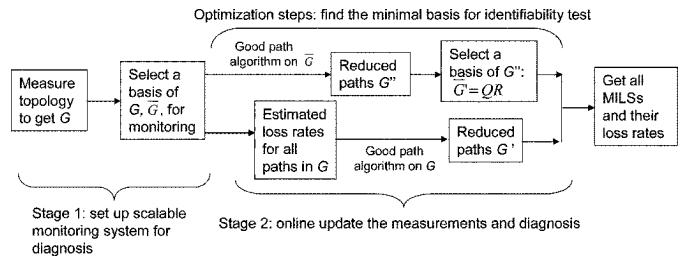 Optimization steps: find the minimal basis for identifiability test
Good path
algorithm on G̅
Measure
topology
to get G
Select a
basis of
G, G̅, for
monitoring
Reduced
paths G"
Select a
basis of G":
G̅'=QR
Estimated
loss rates
for all
paths in G
Good path
algorithm on G
Reduced
paths G'
Get all
MILSs
and their
loss rates
Stage 1: set up scalable
monitoring system for
diagnosis
Stage 2: online update the measurements and diagnosis